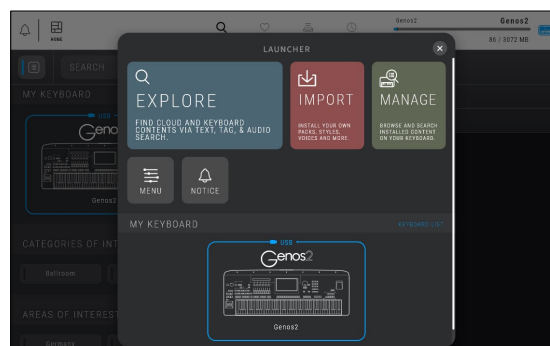 HOME
Genos2
Genos2
86 / 3072 MB
SEARCH
MY KEYBOARD
USB
Geno
Genos2
CATEGORIES OF INT
Ballroom
AREAS OF INTEREST
Germany
LAUNCHER
EXPLORE
FIND CLOUD AND KEYBOARD
CONTENTS VIA TEXT, TAG, & AUDIO
SEARCH.
IMPORT
INSTALL YOUR OWN
PACKS, STYLES,
VOICES AND MORE.
MANAGE
BROWSE AND SEARCH
INSTALLED CONTENT
ON YOUR KEYBOARD.
MENU
NOTICE
MY KEYBOARD
KEYBOARD LIST
USB
Genos2
Genos2